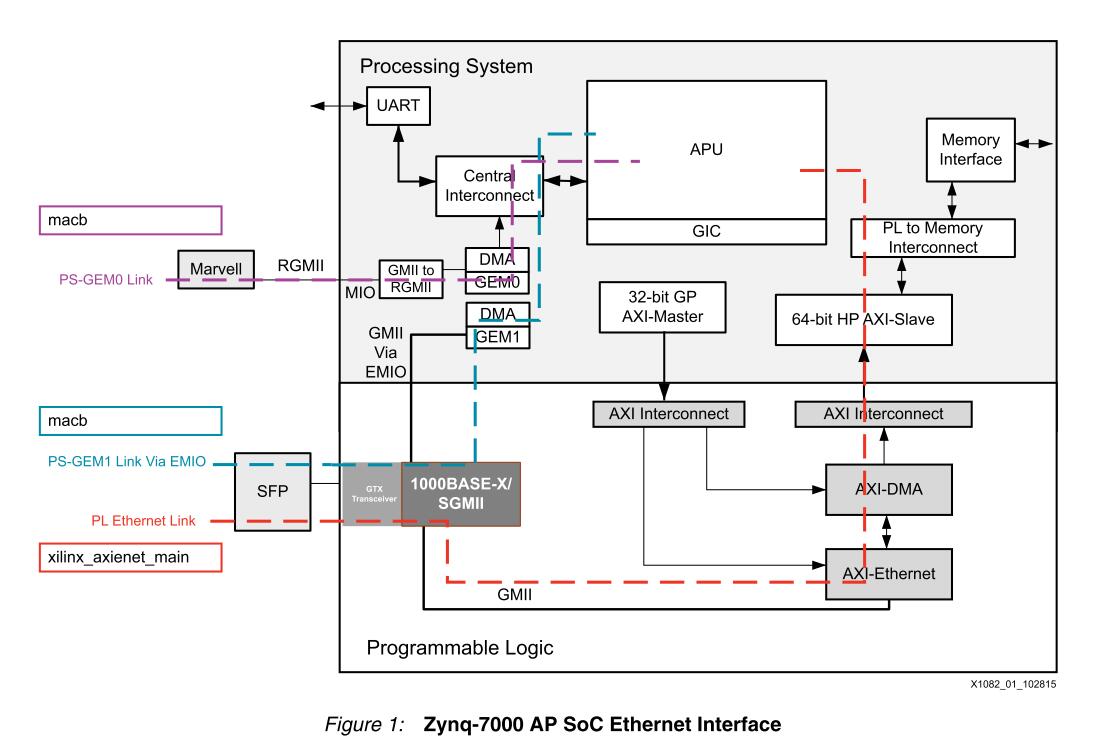 Processing System
UART
APU
Memory
Interface
Central
Interconnect
macb
GIC
PL to Memory
Interconnect
DMA
GEM0
Marvell
RGMII
GMII to
RGMII
PS-GEM0 Link
MIO
32-bit GP
AXI-Master
DMA
GEM1
64-bit HP AXI-Slave
GMII
Via
EMIO
macb
AXI Interconnect
AXI Interconnect
PS-GEM1 Link Via EMIO
SFP
GTX
Transceiver
1000BASE-X/
SGMII
AXI-DMA
PL Ethernet Link
xilinx_axienet_main
AXI-Ethernet
GMII
Programmable Logic
X1082_01_102815
Figure 1: Zynq-7000 AP SoC Ethernet Interface